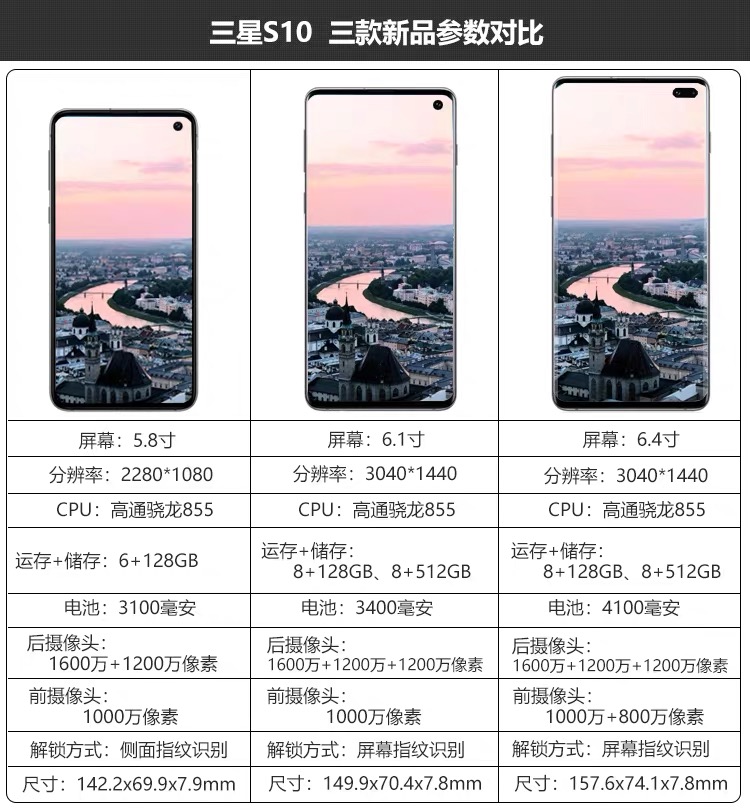 三星S10 三款新品参数对比
屏幕：5.8寸
屏幕：6.1寸
屏幕：6.4寸
分辨率：2280*1080
分辨率：3040*1440
分辨率：3040*1440
CPU：高通骁龙855
CPU：高通骁龙855
CPU：高通骁龙855
运存+储存：6+128GB
运存+储存：
8+128GB、8+512GB
运存+储存：
8+128GB、8+512GB
电池：3100毫安
电池：3400毫安
电池：4100毫安
后摄像头：
1600万+1200万像素
后摄像头：
1600万+1200万+1200万像素
后摄像头：
1600万+1200万+1200万像素
前摄像头：
1000万像素
前摄像头：
1000万像素
前摄像头：
1000万+800万像素
解锁方式：侧面指纹识别
解锁方式：屏幕指纹识别
解锁方式：屏幕指纹识别
尺寸：142.2x69.9x7.9mm
尺寸：149.9x70.4x7.8mm
尺寸：157.6x74.1x7.8mm